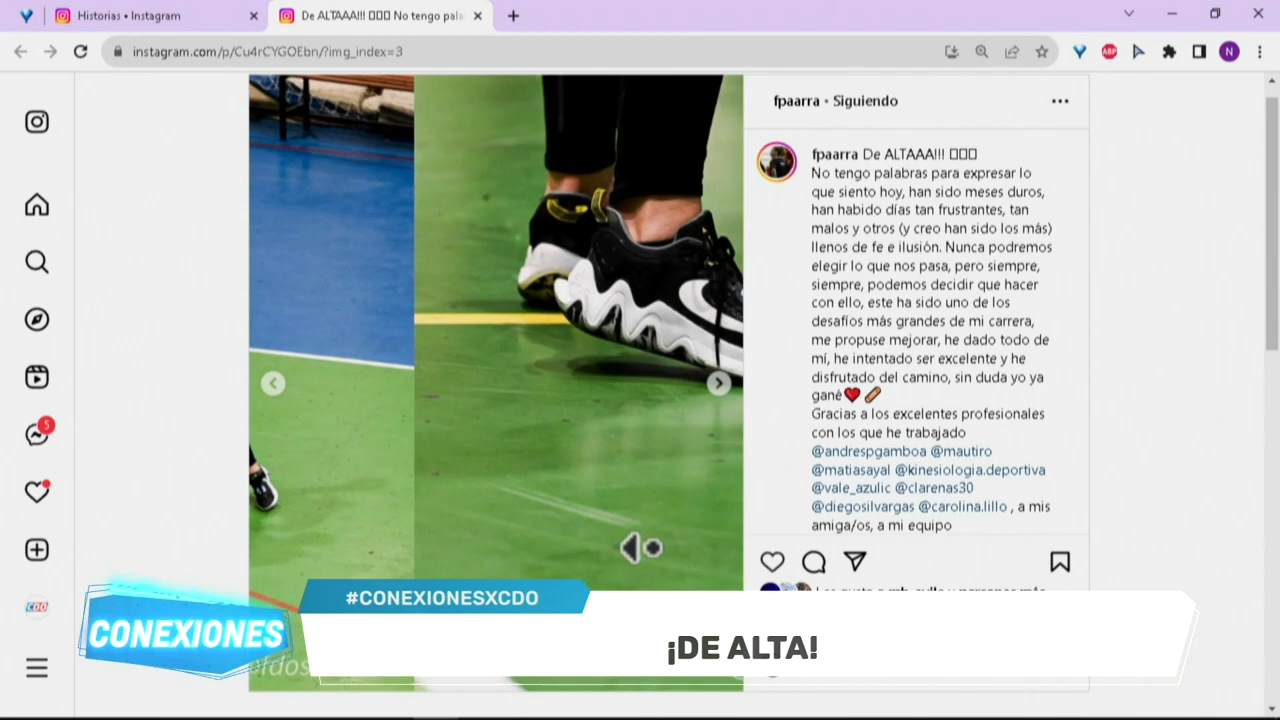 Historias • Instagram
De ALTAAA!!! □□□ No tengo pala
instagram.com/p/Cu4rCYGOEbn/?img_index=3
ABP
N
fpaarra • Siguiendo
fpaarra De ALTAAA!!! □□□
No tengo palabras para expresar lo
que siento hoy, han sido meses duros,
han habido días tan frustrantes, tan
malos y otros (y creo han sido los más)
llenos de fe e ilusión. Nunca podremos
elegir lo que nos pasa, pero siempre,
siempre, podemos decidir que hacer
con ello, este ha sido uno de los
desafíos más grandes de mi carrera,
me propuse mejorar, he dado todo de
mí, he intentado ser excelente y he
disfrutado del camino, sin duda yo ya
gané❤️🩹
Gracias a los excelentes profesionales
con los que he trabajado
@andrespgamboa @mautiro
@matiasayal @kinesiologia.deportiva
@vale_azulic @clarenas30
@diegosilvargas @carolina.lillo , a mis
amiga/os, a mi equipo
5
CDO
#CONEXIONESXCDO
CONEXIONES
¡DE ALTA!